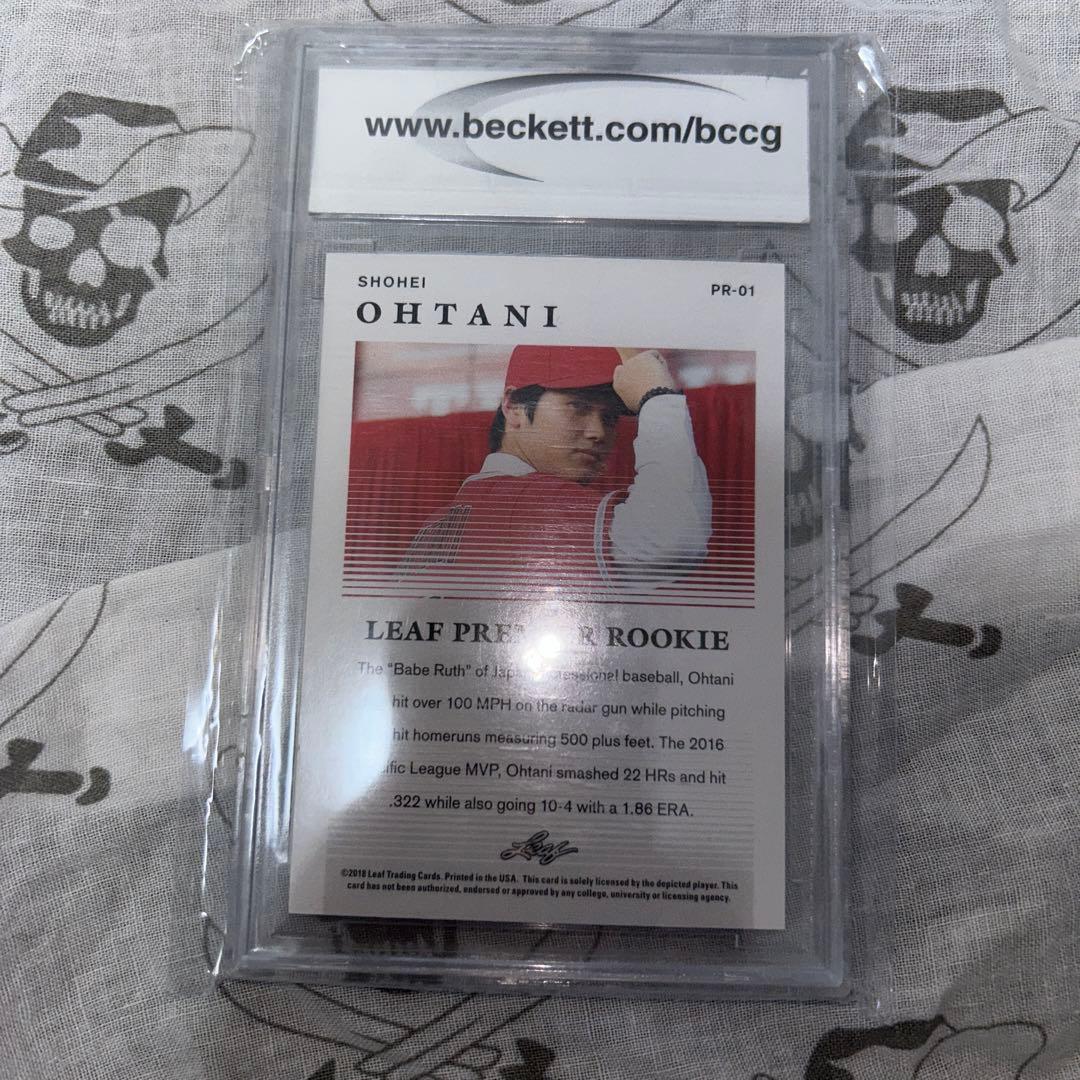 www.beckett.com/bccg
SHOHEI
PR-01
OHTANI
LEAF ROOKIE
The "Babe Ruth" of baseball, Ohtani
hit over 100 MPH on the radar gun while pitching
hit homeruns measuring 500 plus feet. The 2016
League MVP, Ohtani smashed 22 HRs and hit
.322 while also going 10-4 with a 1.86 ERA.
Leaf
©2018 Leaf Trading Cards. Printed in the USA. This card is solely licensed by the depicted player. This
card has not been authorized, endorsed or approved by any college, university or licensing agency.